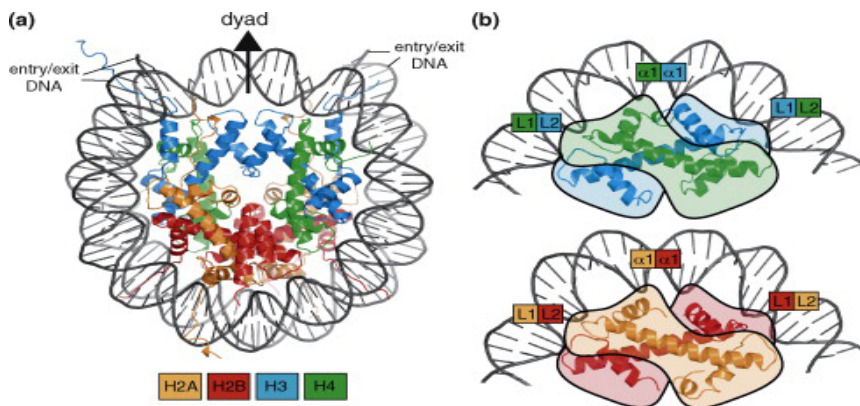 (a)
dyad
entry/exit
DNA
entry/exit
DNA
H2A H2B H3 H4
(b)
α1 α1
L1 L2
L1 L2
α1 α1
L1 L2
L1 L2